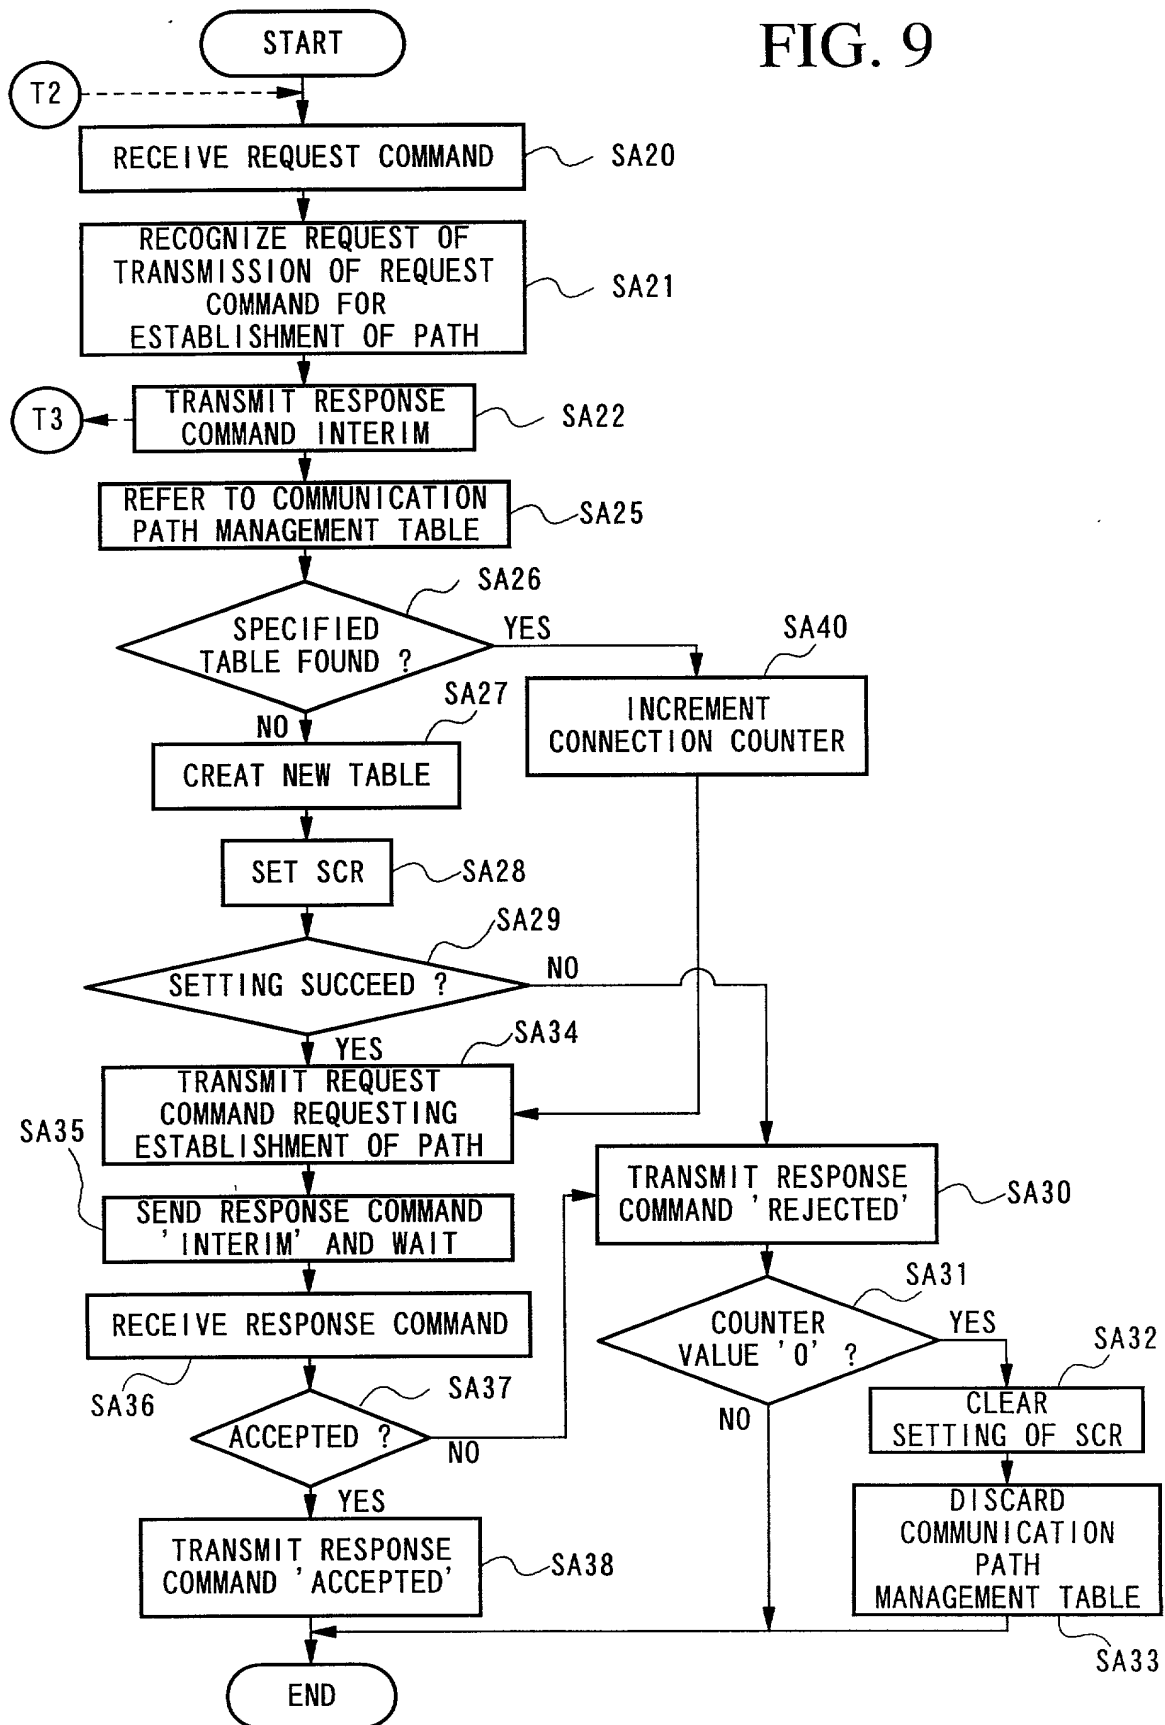 FIG. 9
START
T2
RECEIVE REQUEST COMMAND
SA20
RECOGNIZE REQUEST OF
TRANSMISSION OF REQUEST
COMMAND FOR
ESTABLISHMENT OF PATH
SA21
T3
TRANSMIT RESPONSE
COMMAND INTERIM
SA22
REFER TO COMMUNICATION
PATH MANAGEMENT TABLE
SA25
SA26
SPECIFIED
TABLE FOUND ?
YES
NO
SA40
INCREMENT
CONNECTION COUNTER
SA27
CREAT NEW TABLE
SET SCR
SA28
SA29
SETTING SUCCEED ?
NO
YES
SA34
TRANSMIT REQUEST
COMMAND REQUESTING
ESTABLISHMENT OF PATH
SA35
SEND RESPONSE COMMAND
'INTERIM' AND WAIT
RECEIVE RESPONSE COMMAND
SA36
SA37
ACCEPTED ?
NO
YES
TRANSMIT RESPONSE
COMMAND 'ACCEPTED'
SA38
TRANSMIT RESPONSE
COMMAND 'REJECTED'
SA30
SA31
COUNTER
VALUE '0' ?
YES
NO
SA32
CLEAR
SETTING OF SCR
DISCARD
COMMUNICATION
PATH
MANAGEMENT TABLE
SA33
END